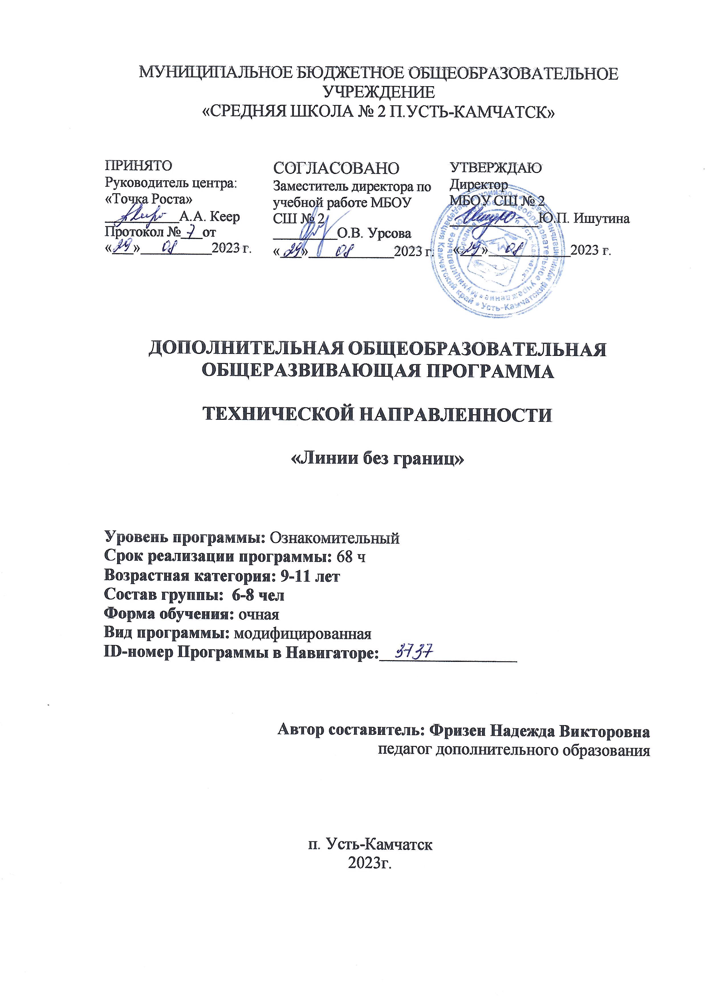 МУНИЦИПАЛЬНОЕ БЮДЖЕТНОЕ ОБЩЕОБРАЗОВАТЕЛЬНОЕ
УЧРЕЖДЕНИЕ
«СРЕДНЯЯ ШКОЛА № 2 П.УСТЬ-КАМЧАТСК»
ПРИНЯТО
Руководитель центра:
«Точка Роста»
А.А. Кеер
Протокол № 7 от
«29» 08 2023 г.
СОГЛАСОВАНО
Заместитель директора по
учебной работе МБОУ
СШ № 2
О.В. Урсова
«29» 08 2023 г.
УТВЕРЖДАЮ
Директор
МБОУ СШ № 2
Ю.П. Ишутина
«29» 08 2023 г.
Камчатский край * Усть-Камчатский муниципальный
Муниципальное бюджетное общеобразовательное учреждение
ДОПОЛНИТЕЛЬНАЯ ОБЩЕОБРАЗОВАТЕЛЬНАЯ
ОБЩЕРАЗВИВАЮЩАЯ ПРОГРАММА
ТЕХНИЧЕСКОЙ НАПРАВЛЕННОСТИ
«Линии без границ»
Уровень программы: Ознакомительный
Срок реализации программы: 68 ч
Возрастная категория: 9-11 лет
Состав группы: 6-8 чел
Форма обучения: очная
Вид программы: модифицированная
ID-номер Программы в Навигаторе: 3737
Автор составитель: Фризен Надежда Викторовна
педагог дополнительного образования
п. Усть-Камчатск
2023г.